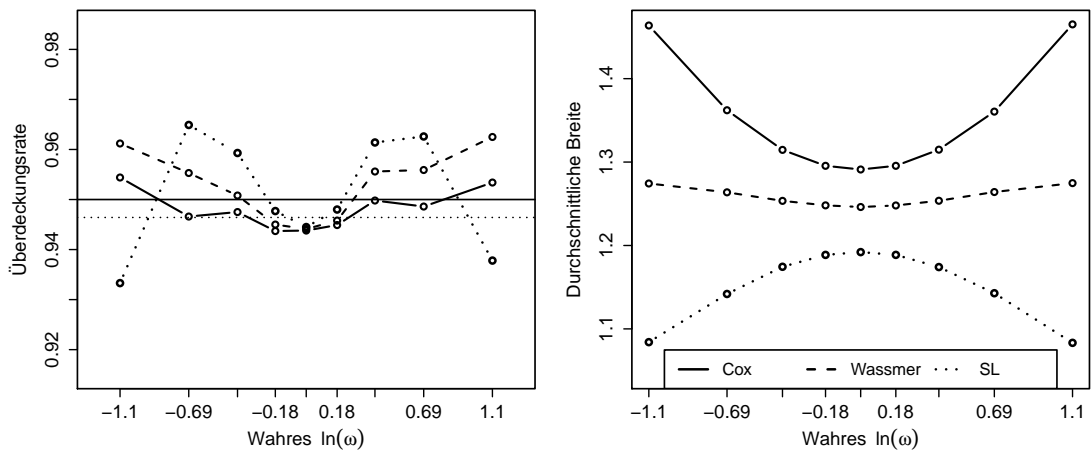 Überdeckungsrate
0.98
0.96
0.94
0.92
−1.1 −0.69 −0.18 0.18 0.69 1.1
Wahres ln(ω)
Durchschnittliche Breite
1.4
1.3
1.2
1.1
Cox Wassmer SL
−1.1 −0.69 −0.18 0.18 0.69 1.1
Wahres ln(ω)